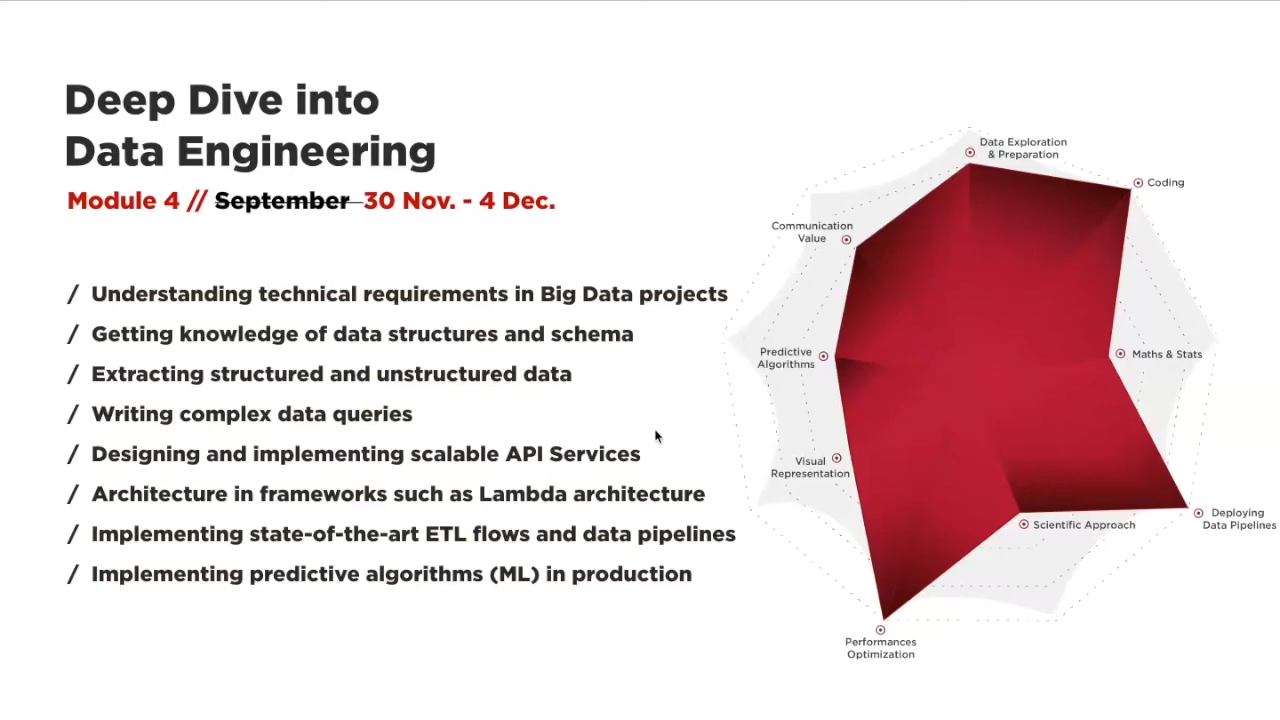 Deep Dive into
Data Engineering
Module 4 // September 30 Nov. - 4 Dec.
/ Understanding technical requirements in Big Data projects
/ Getting knowledge of data structures and schema
/ Extracting structured and unstructured data
/ Writing complex data queries
/ Designing and implementing scalable API Services
/ Architecture in frameworks such as Lambda architecture
/ Implementing state-of-the-art ETL flows and data pipelines
/ Implementing predictive algorithms (ML) in production
Data Exploration
& Preparation
Coding
Communication
Value
Predictive
Algorithms
Maths & Stats
Visual
Representation
Deploying
Data Pipelines
Scientific Approach
Performances
Optimization